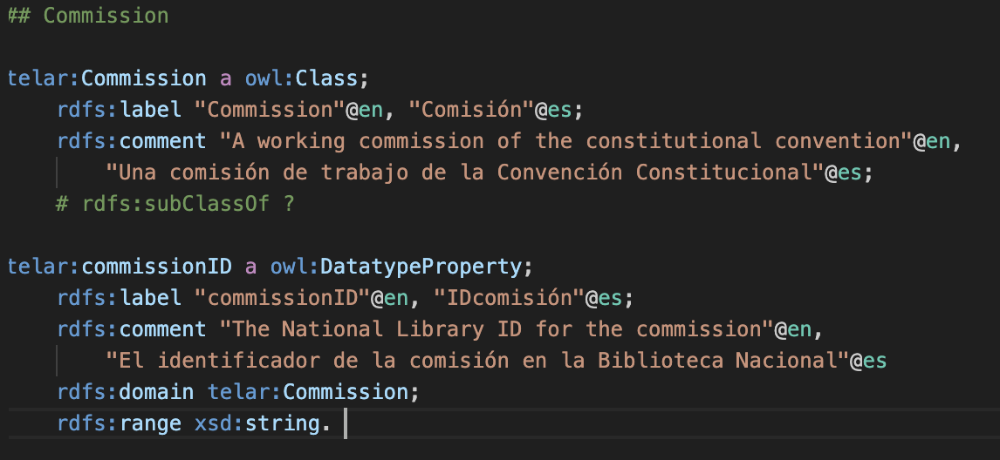 ## Commission
telar:Commission a owl:Class;
rdfs:label "Commission"@en, "Comisión"@es;
rdfs:comment "A working commission of the constitutional convention"@en,
"Una comisión de trabajo de la Convención Constitucional"@es;
# rdfs:subClassOf ?
telar:commissionID a owl:DatatypeProperty;
rdfs:label "commissionID"@en, "IDcomisión"@es;
rdfs:comment "The National Library ID for the commission"@en,
"El identificador de la comisión en la Biblioteca Nacional"@es
rdfs:domain telar:Commission;
rdfs:range xsd:string.